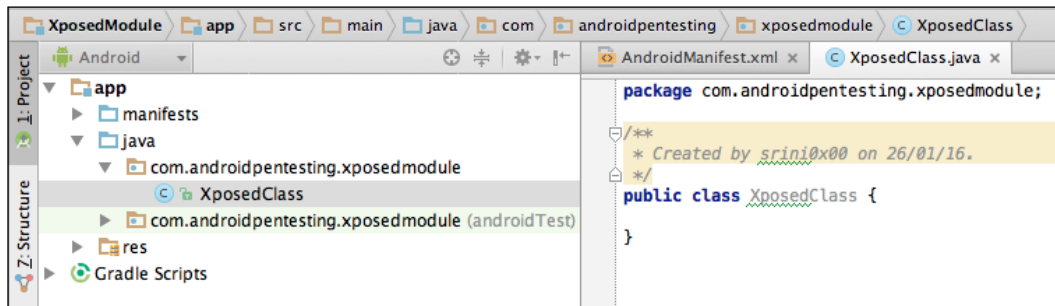 XposedModule app src main java com androidpentesting xposedmodule XposedClass
1: Project
Z: Structure
Android
app
manifests
java
com.androidpentesting.xposedmodule
XposedClass
com.androidpentesting.xposedmodule (androidTest)
res
Gradle Scripts
AndroidManifest.xml XposedClass.java
package com.androidpentesting.xposedmodule;
/**
* Created by srini0x00 on 26/01/16.
*/
public class XposedClass {
}